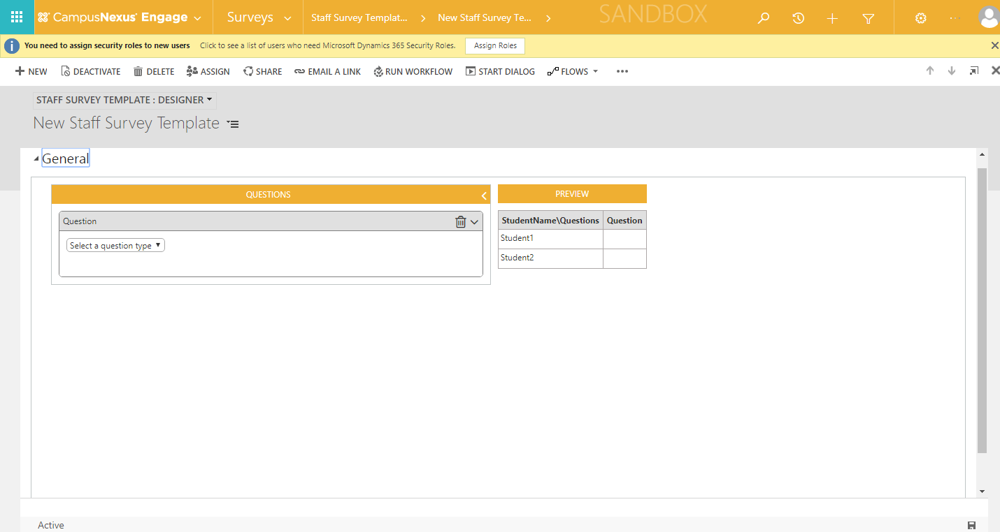 CampusNexus' Engage Surveys Staff Survey Templat... New Staff Survey Te... SANDBOX
You need to assign security roles to new users Click to see a list of users who need Microsoft Dynamics 365 Security Roles. Assign Roles
NEW DEACTIVATE DELETE ASSIGN SHARE EMAIL A LINK RUN WORKFLOW START DIALOG FLOWS
STAFF SURVEY TEMPLATE : DESIGNER
New Staff Survey Template
General
QUESTIONS
Question
Select a question type
PREVIEW
StudentName\Questions Question
Student1
Student2
Active